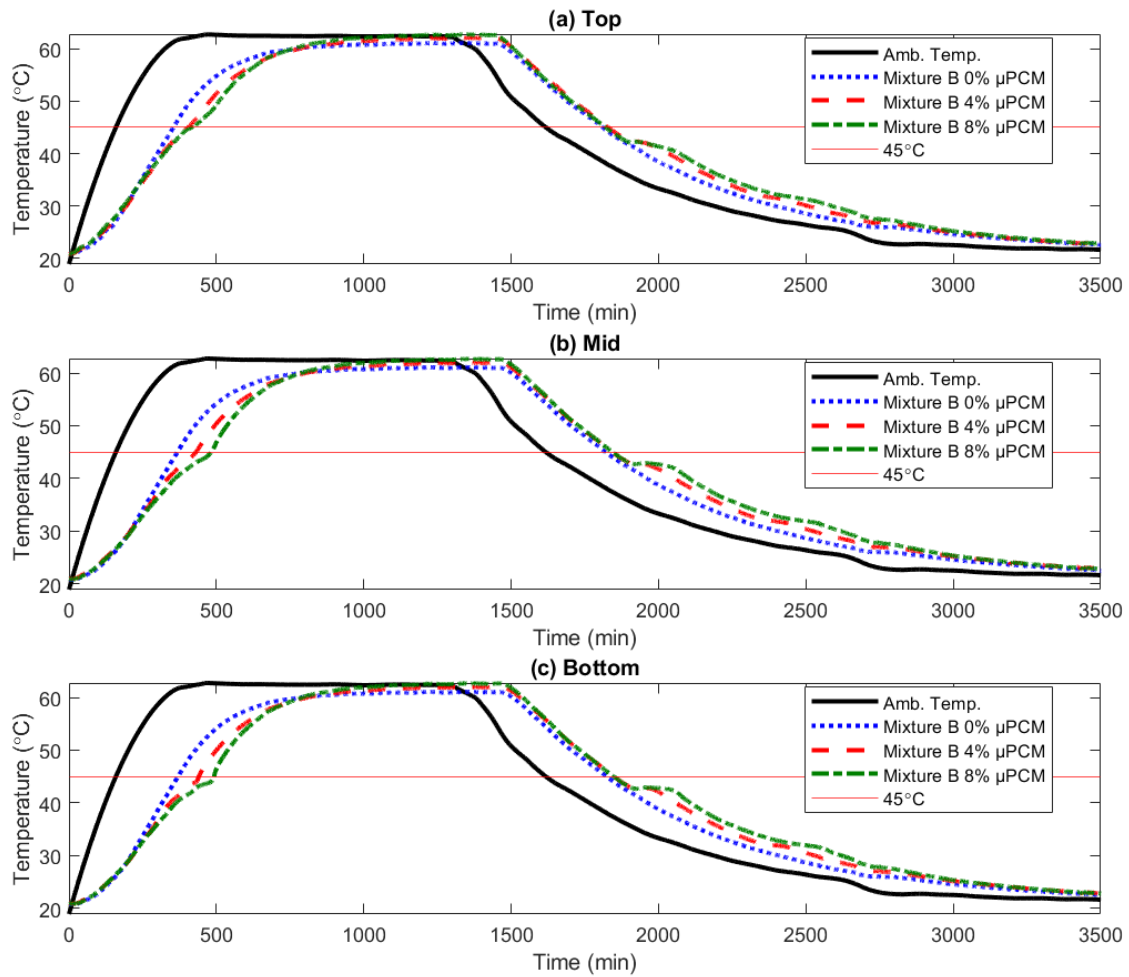 (a) Top
Temperature (°C)
60
50
40
30
20
Amb. Temp.
Mixture B 0% µPCM
Mixture B 4% µPCM
Mixture B 8% µPCM
45°C
0 500 1000 1500 2000 2500 3000 3500
Time (min)
(b) Mid
Temperature (°C)
60
50
40
30
20
Amb. Temp.
Mixture B 0% µPCM
Mixture B 4% µPCM
Mixture B 8% µPCM
45°C
0 500 1000 1500 2000 2500 3000 3500
Time (min)
(c) Bottom
Temperature (°C)
60
50
40
30
20
Amb. Temp.
Mixture B 0% µPCM
Mixture B 4% µPCM
Mixture B 8% µPCM
45°C
0 500 1000 1500 2000 2500 3000 3500
Time (min)